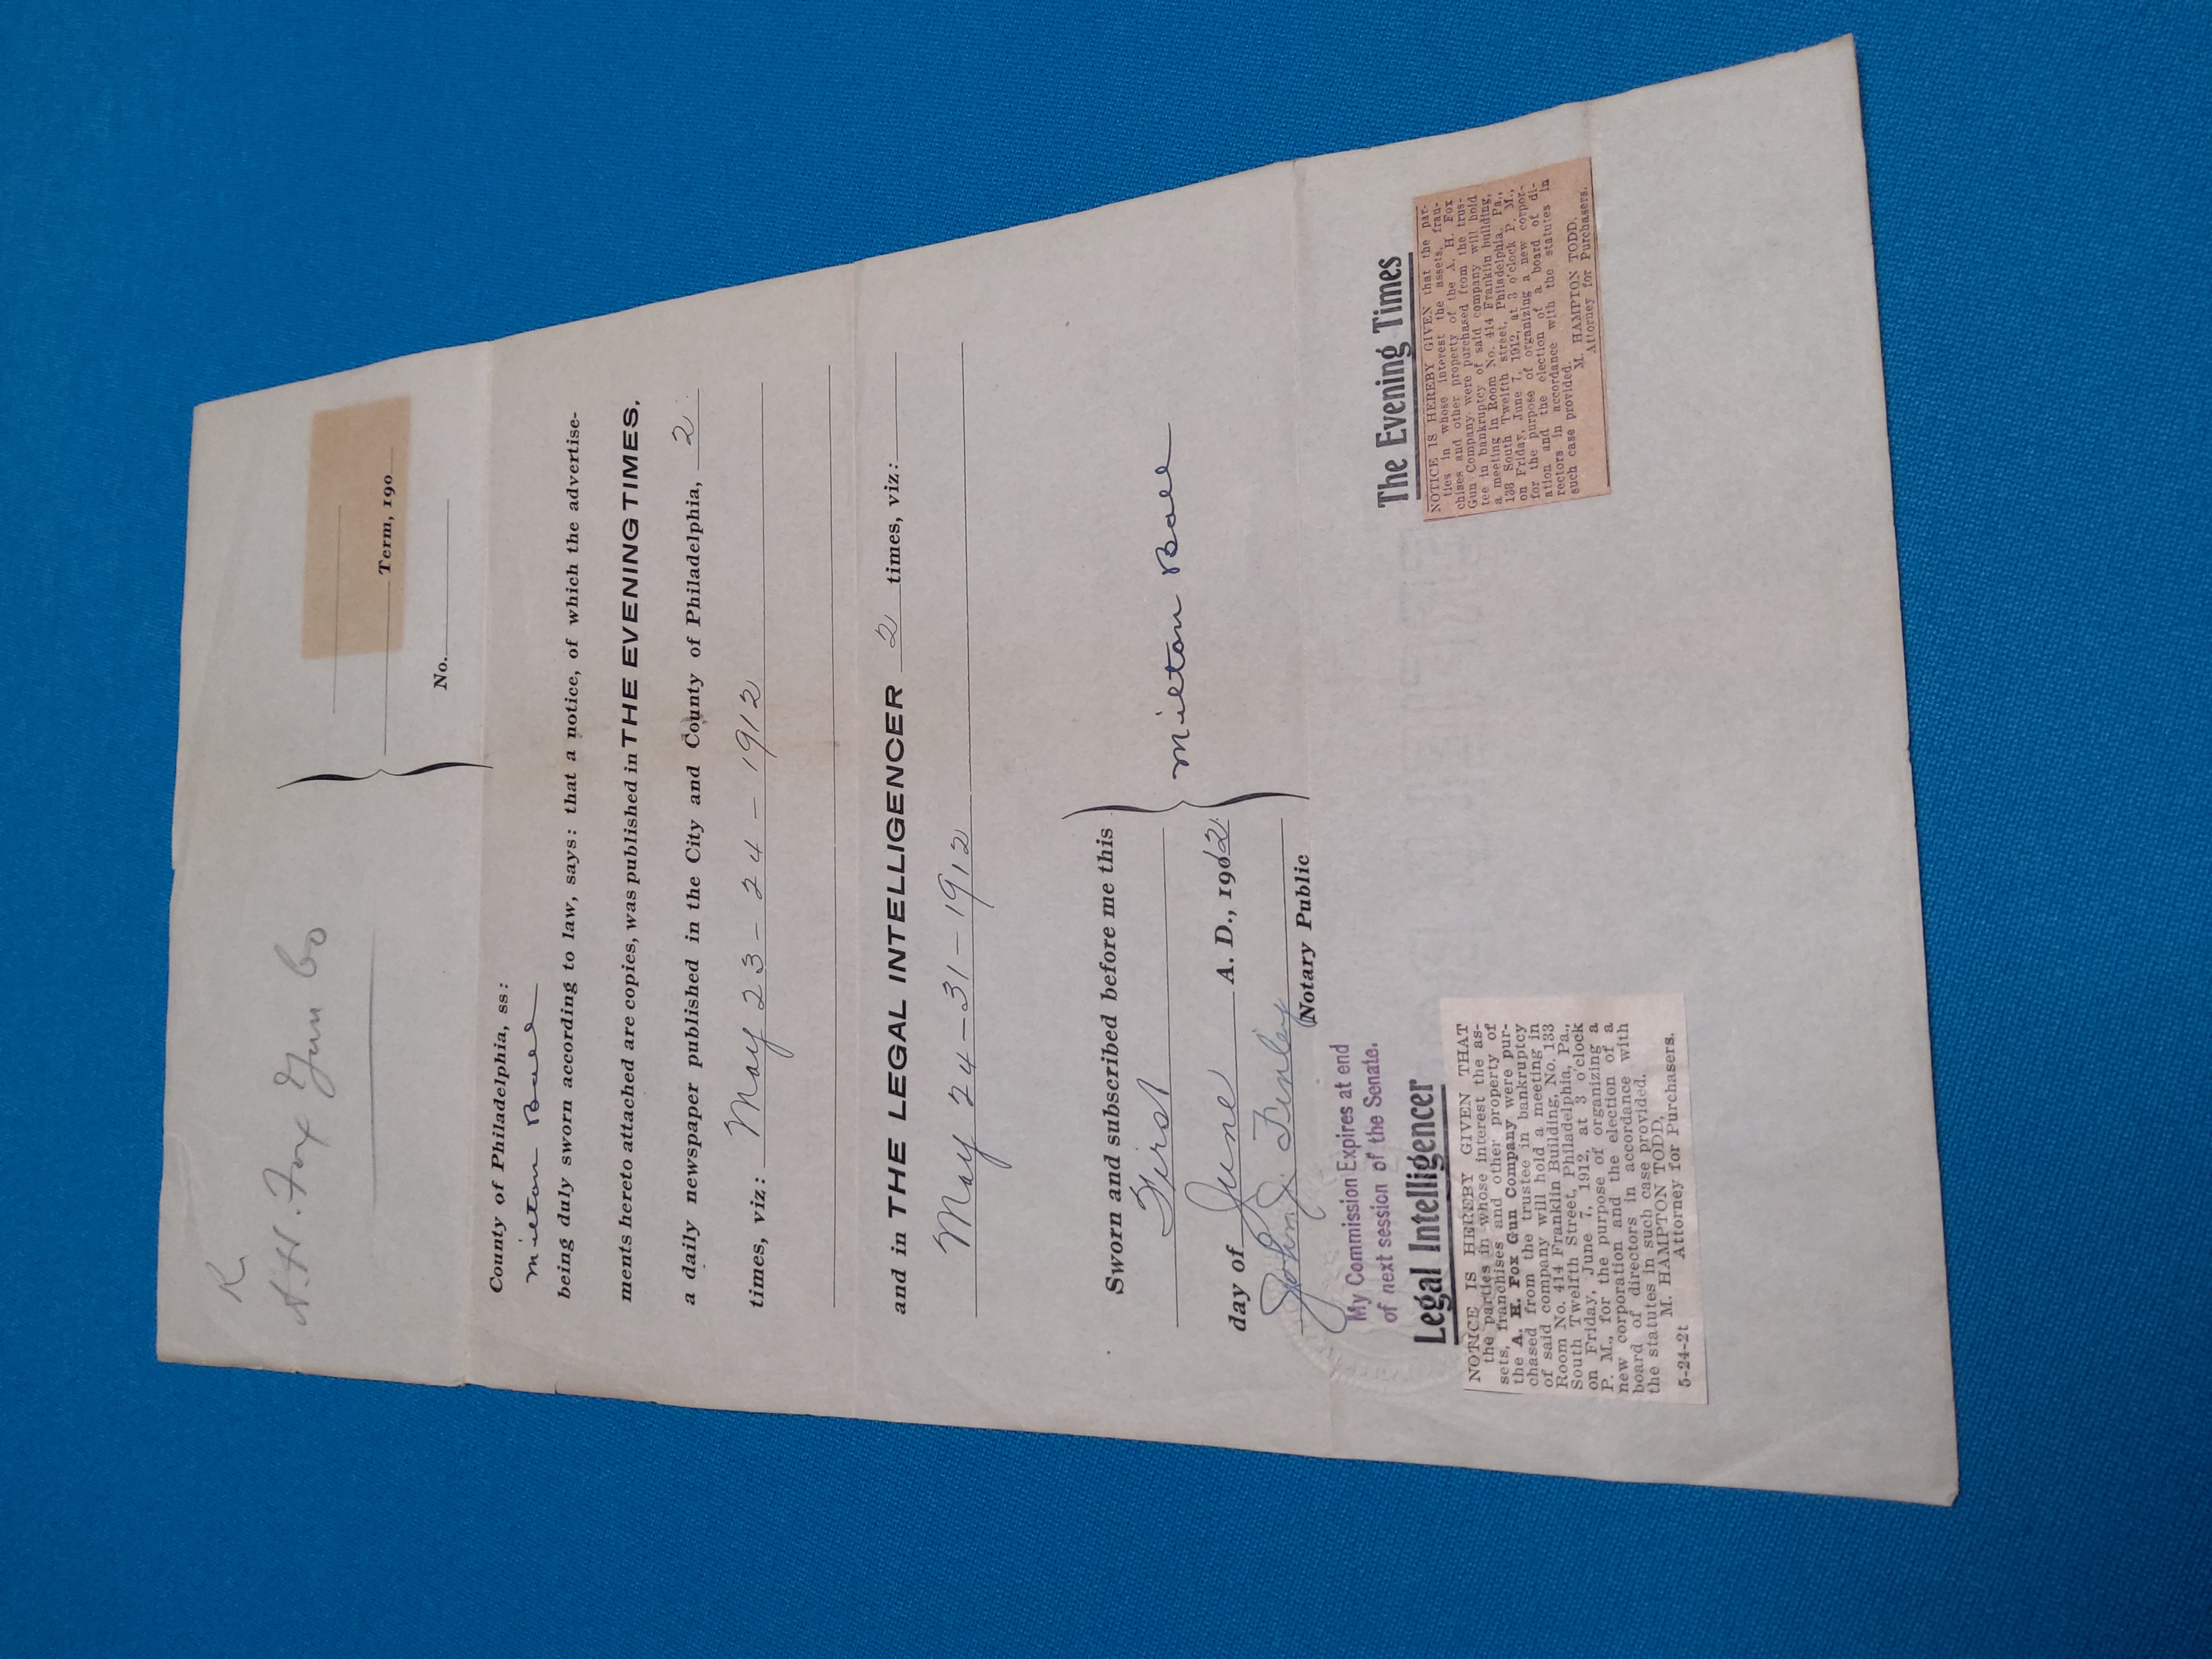 K
A.H. Fox Gun Co
Term, 190
No.
County of Philadelphia, ss:
Milton Bael
being duly sworn according to law, says: that a notice, of which the advertise-
ments hereto attached are copies, was published in THE EVENING TIMES,
a daily newspaper published in the City and County of Philadelphia, 2
times, viz: May 23 - 24 - 1912
and in THE LEGAL INTELLIGENCER 2 times, viz:
May 24 - 31 - 1912
Sworn and subscribed before me this
First
day of June A. D., 1912
Milton Bael
John J. Finley
Notary Public
My Commission Expires at end
of next session of the Senate.
Legal Intelligencer
NOTICE IS HEREBY GIVEN THAT
the parties in whose interest the as-
sets, franchises and other property of
the A. H. Fox Gun Company were pur-
chased from the trustee in bankruptcy
of said company will hold a meeting in
Room No. 414 Franklin Building, No. 133
South Twelfth Street, Philadelphia, Pa.,
on Friday, June 7, 1912, at 3 o'clock
P. M., for the purpose of organizing a
new corporation and the election of a
board of directors in accordance with
the statutes in such case provided.
M. HAMPTON TODD,
5-24-2t Attorney for Purchasers.
The Evening Times
NOTICE IS HEREBY GIVEN that the par-
ties in whose interest the assets, fran-
chises and other property of the A. H. Fox
Gun Company were purchased from the trus-
tee in bankruptcy of said company will hold
a meeting in Room No. 414 Franklin building,
133 South Twelfth street, Philadelphia, Pa.,
on Friday, June 7, 1912, at 3 o'clock P. M.,
for the purpose of organizing a new corpor-
ation and the election of a board of di-
rectors in accordance with the statutes in
such case provided.
M. HAMPTON TODD,
Attorney for Purchasers.